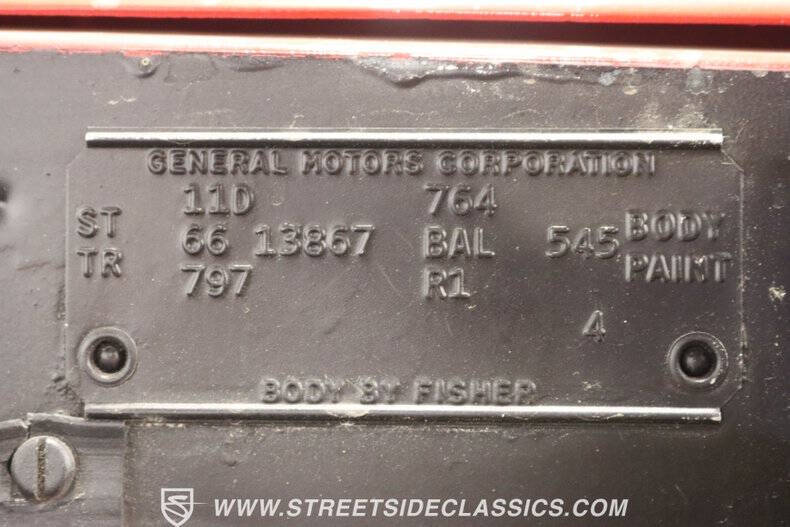 GENERAL MOTORS CORPORATION
11D 764
ST 66 13867 BAL 545 BODY
TR 797 R1 PAINT
4
BODY BY FISHER
WWW.STREETSIDECLASSICS.COM